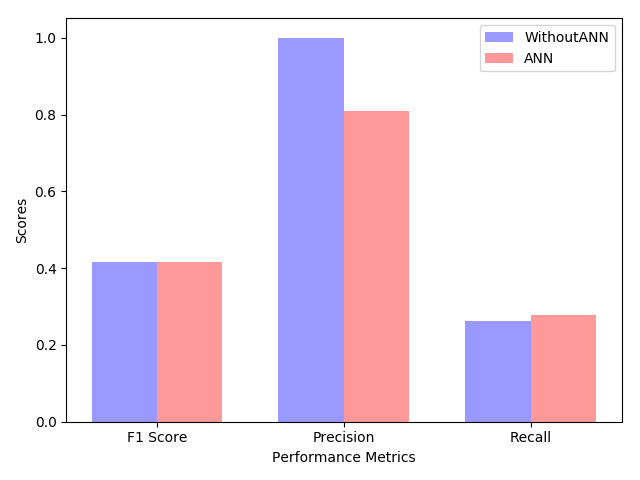 WithoutANN
ANN
1.0
0.8
0.6
0.4
0.2
0.0
Scores
F1 Score
Precision
Recall
Performance Metrics